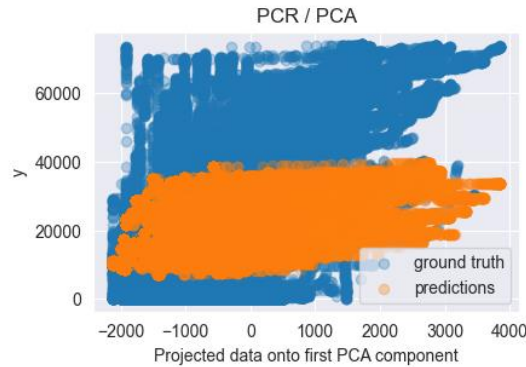 PCR / PCA
60000
40000
20000
0
y
ground truth
predictions
−2000 −1000 0 1000 2000 3000 4000
Projected data onto first PCA component